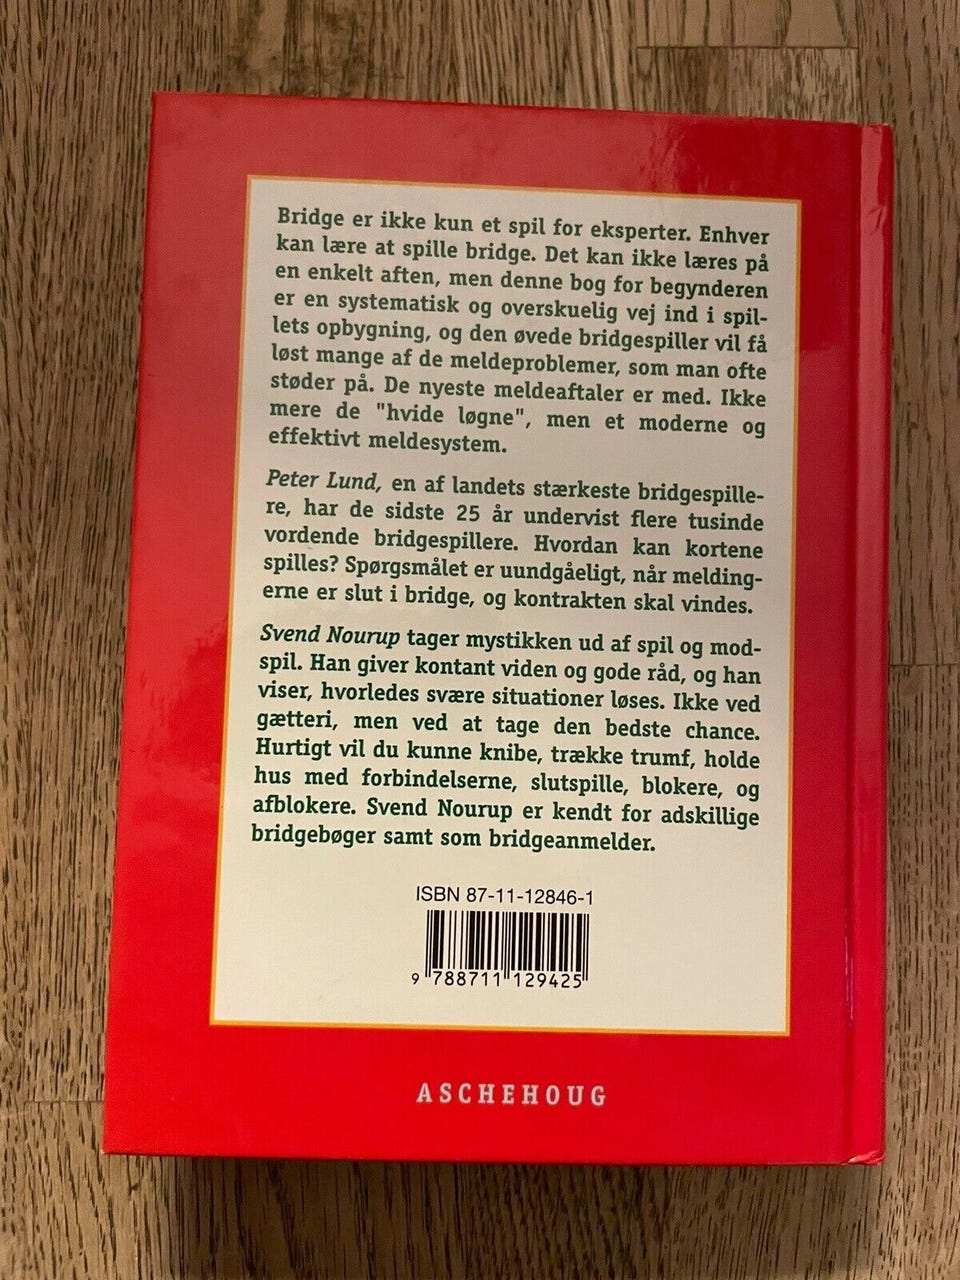 Bridge er ikke kun et spil for eksperter. Enhver
kan lære at spille bridge. Det kan ikke læres på
en enkelt aften, men denne bog for begynderen
er en systematisk og overskuelig vej ind i spil-
lets opbygning, og den øvede bridgespiller vil få
løst mange af de meldeproblemer, som man ofte
støder på. De nyeste meldeaftaler er med. Ikke
mere de "hvide løgne", men et moderne og
effektivt meldesystem.
Peter Lund, en af landets stærkeste bridgespille-
re, har de sidste 25 år undervist flere tusinde
vordende bridgespillere. Hvordan kan kortene
spilles? Spørgsmålet er uundgåeligt, når melding-
erne er slut i bridge, og kontrakten skal vindes.
Svend Nourup tager mystikken ud af spil og mod-
spil. Han giver kontant viden og gode råd, og han
viser, hvorledes svære situationer løses. Ikke ved
gætteri, men ved at tage den bedste chance.
Hurtigt vil du kunne knibe, trække trumf, holde
hus med forbindelserne, slutspille, blokere, og
afblokere. Svend Nourup er kendt for adskillige
bridgebøger samt som bridgeanmelder.
ISBN 87-11-12846-1
9 788711 129425
ASCHEHOUG